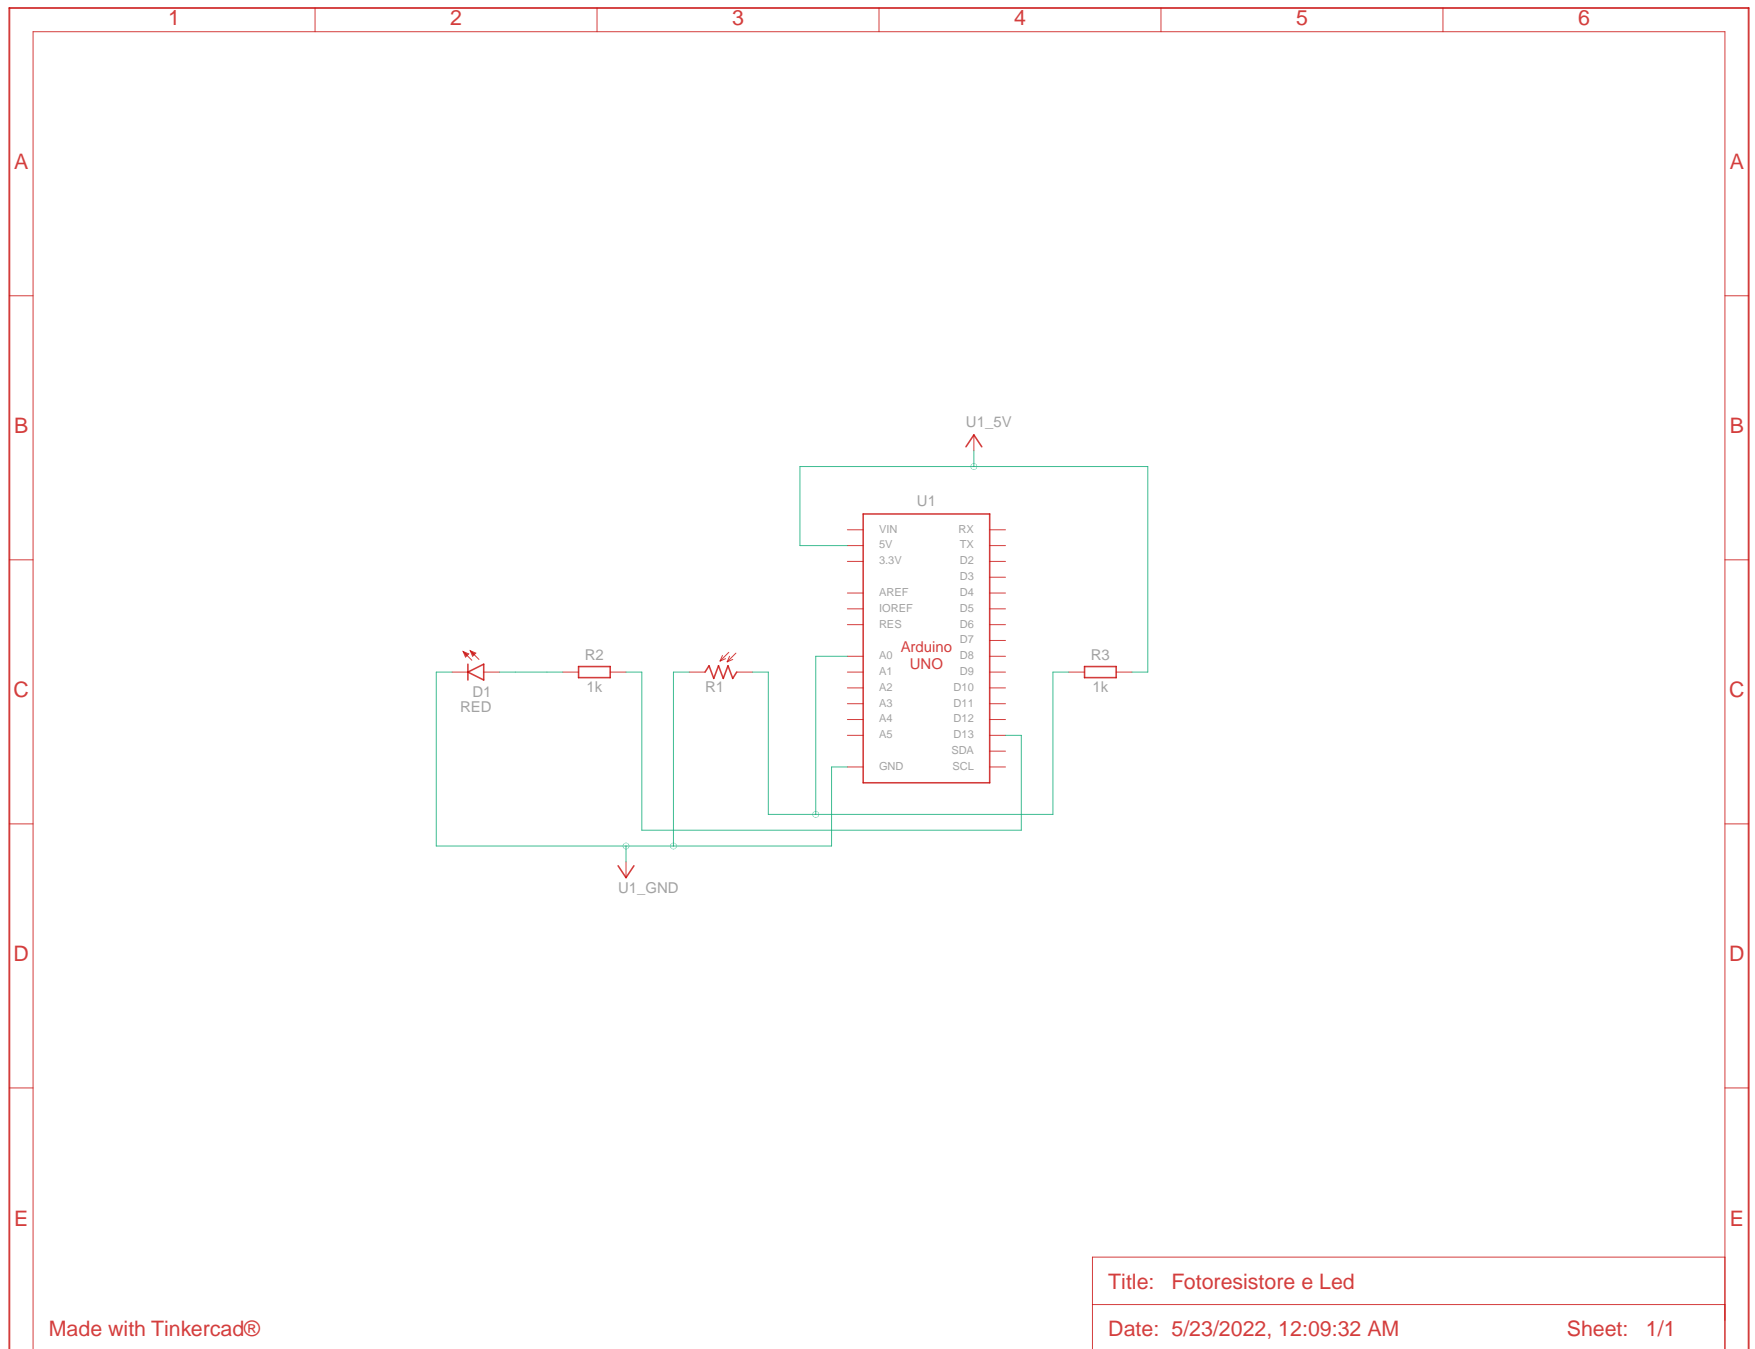 1 2 3 4 5 6
A A
B B
U1_5V
U1
VIN RX
5V TX
3.3V D2
D3
AREF D4
IOREF D5
RES D6
D7
A0 Arduino D8
UNO
A1 D9
A2 D10
A3 D11
A4 D12
A5 D13
SDA
GND SCL
R2 R3
C C
D1 1k R1 1k
RED
U1_GND
D D
E E
Title: Fotoresistore e Led
Made with Tinkercad® Date: 5/23/2022, 12:09:32 AM Sheet: 1/1